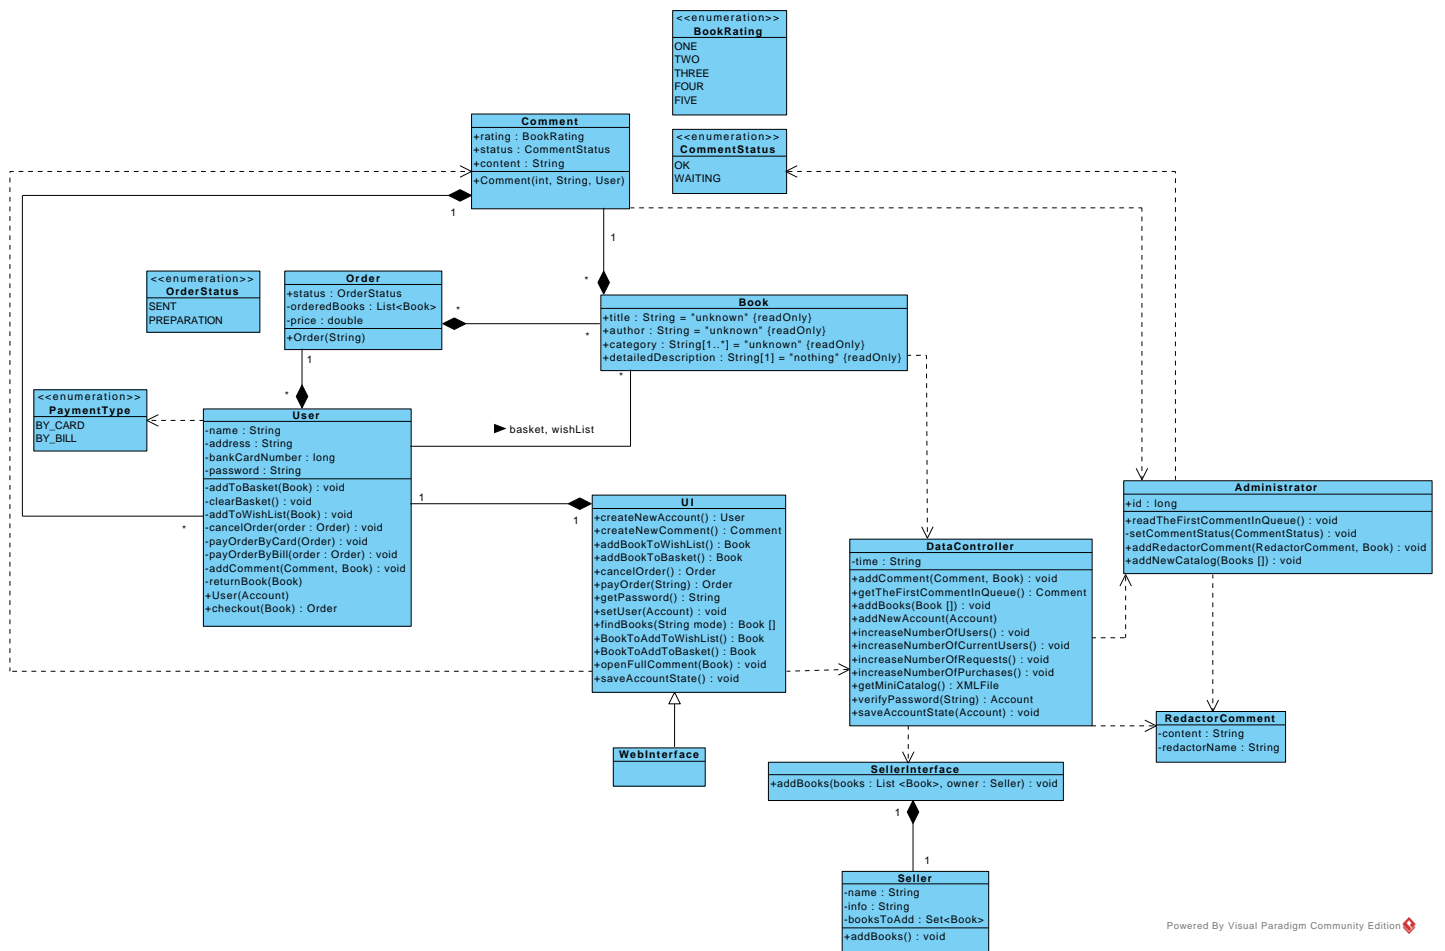 <<enumeration>>
BookRating
ONE
TWO
THREE
FOUR
FIVE
<<enumeration>>
CommentStatus
OK
WAITING
Comment
+rating : BookRating
+status : CommentStatus
+content : String
+Comment(int, String, User)
1
1
*
<<enumeration>>
OrderStatus
SENT
PREPARATION
Order
+status : OrderStatus
-orderedBooks : List<Book>
-price : double
+Order(String)
*
*
1
*
Book
+title : String = "unknown" {readOnly}
+author : String = "unknown" {readOnly}
+category : String[1..*] = "unknown" {readOnly}
+detailedDescription : String[1] = "nothing" {readOnly}
*
<<enumeration>>
PaymentType
BY_CARD
BY_BILL
User
-name : String
-address : String
-bankCardNumber : long
-password : String
-addToBasket(Book) : void
-clearBasket() : void
-addToWishList(Book) : void
-cancelOrder(order : Order) : void
-payOrderByCard(Order) : void
-payOrderByBill(order : Order) : void
-addComment(Comment, Book) : void
-returnBook(Book)
+User(Account)
+checkout(Book) : Order
*
basket, wishList
1
1
UI
+createNewAccount() : User
+createNewComment() : Comment
+addBookToWishList() : Book
+addBookToBasket() : Book
+cancelOrder() : Order
+payOrder(String) : Order
+getPassword() : String
+setUser(Account) : void
+findBooks(String mode) : Book []
+BookToAddToWishList() : Book
+BookToAddToBasket() : Book
+openFullComment(Book) : void
+saveAccountState() : void
WebInterface
DataController
-time : String
+addComment(Comment, Book) : void
+getTheFirstCommentInQueue() : Comment
+addBooks(Book []) : void
+addNewAccount(Account)
+increaseNumberOfUsers() : void
+increaseNumberOfCurrentUsers() : void
+increaseNumberOfRequests() : void
+increaseNumberOfPurchases() : void
+getMiniCatalog() : XMLFile
+verifyPassword(String) : Account
+saveAccountState(Account) : void
Administrator
+id : long
+readTheFirstCommentInQueue() : void
-setCommentStatus(CommentStatus) : void
+addRedactorComment(RedactorComment, Book) : void
+addNewCatalog(Books []) : void
RedactorComment
-content : String
-redactorName : String
SellerInterface
+addBooks(books : List <Book>, owner : Seller) : void
1
1
Seller
-name : String
-info : String
-booksToAdd : Set<Book>
+addBooks() : void
Powered By Visual Paradigm Community Edition